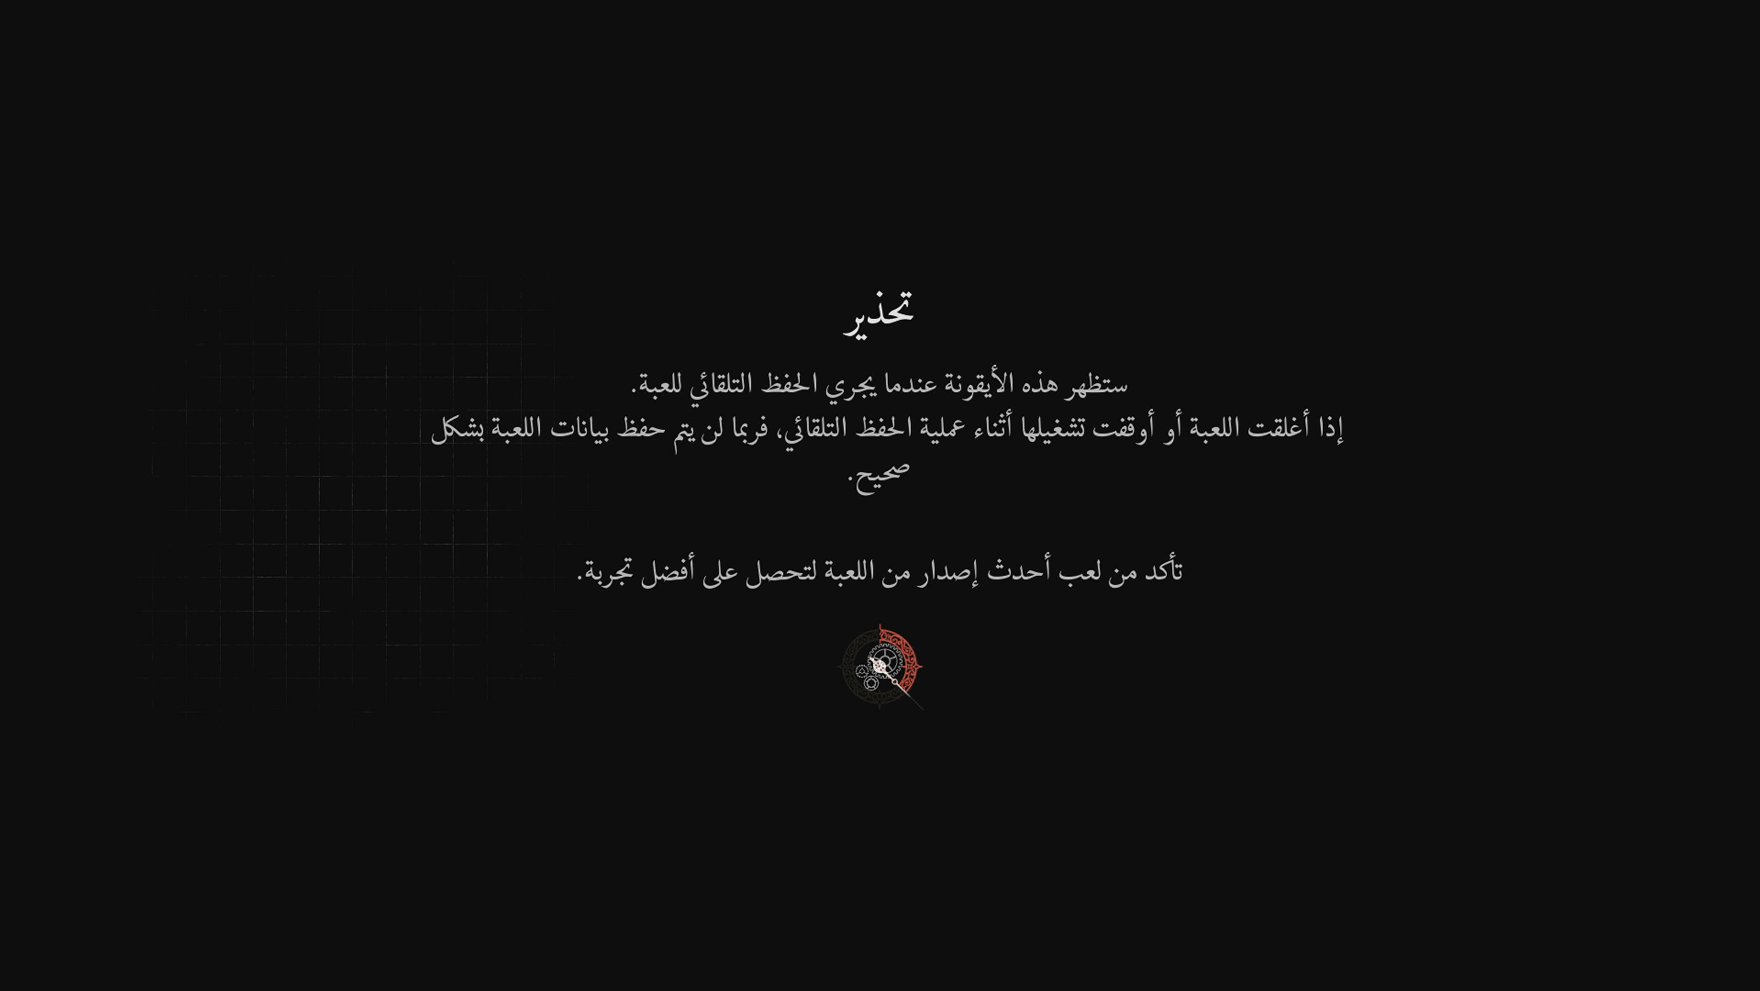 تحذير
ستظهر هذه الأيقونة عندما يجري الحفظ التلقائي للعبة.
إذا أغلقت اللعبة أو أوقفت تشغيلها أثناء عملية الحفظ التلقائي، فربما لن يتم حفظ بيانات اللعبة بشكل
صحيح.
تأكد من لعب أحدث إصدار من اللعبة لتحصل على أفضل تجربة.